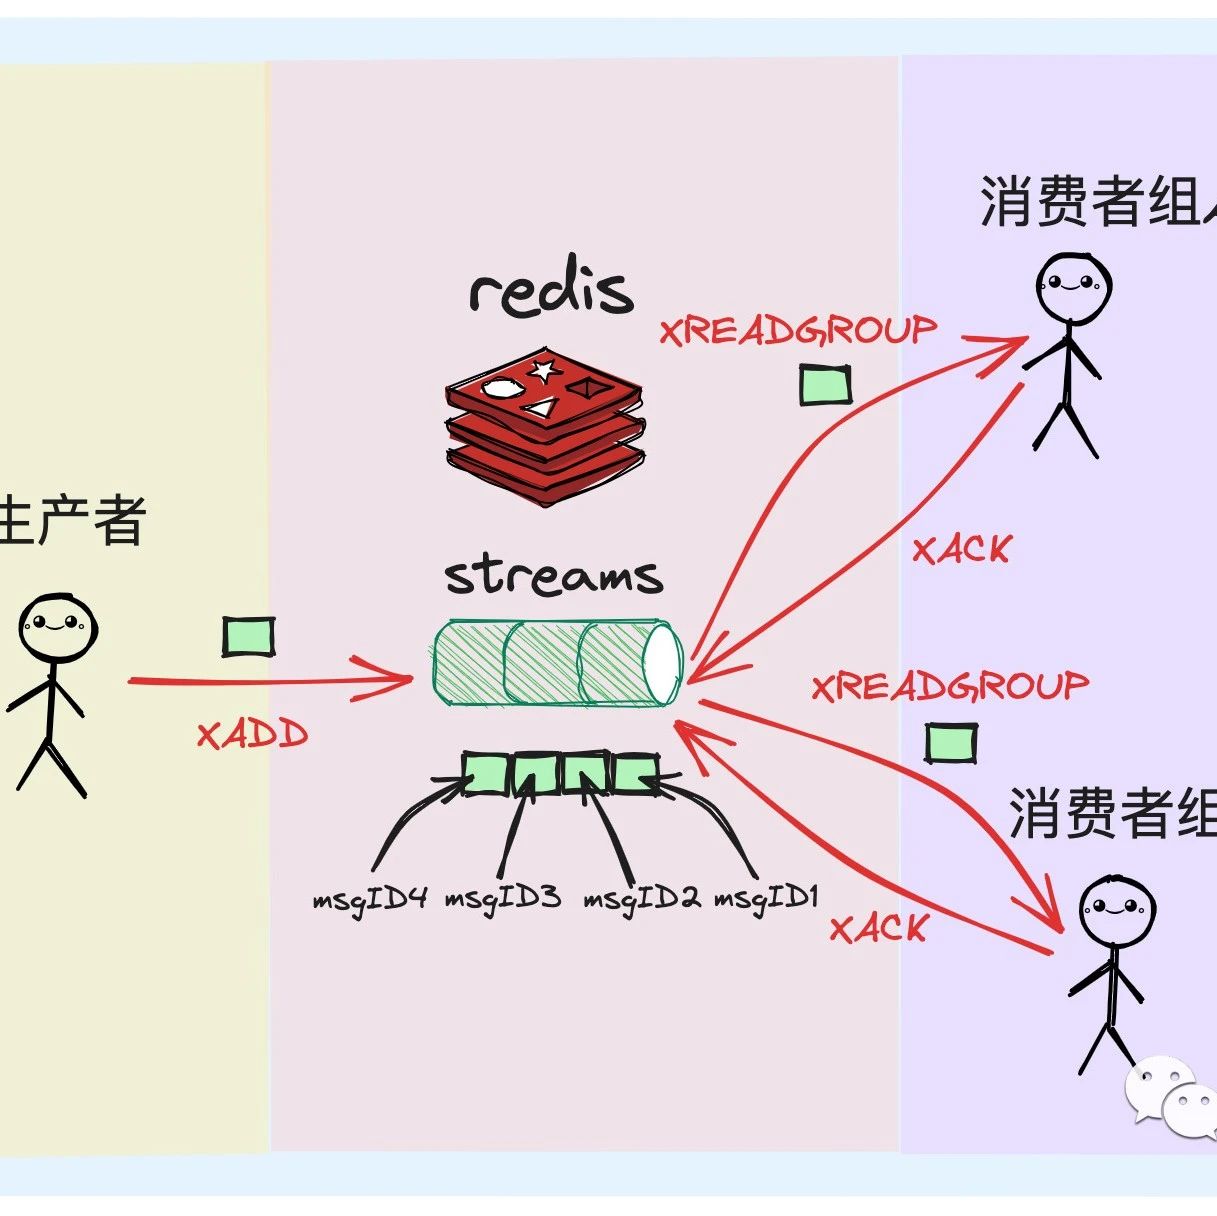 消费者组A
redis
XREADGROUP
生产者
XACK
streams
XREADGROUP
XADD
消费者组
msgID4 msgID3 msgID2 msgID1
XACK